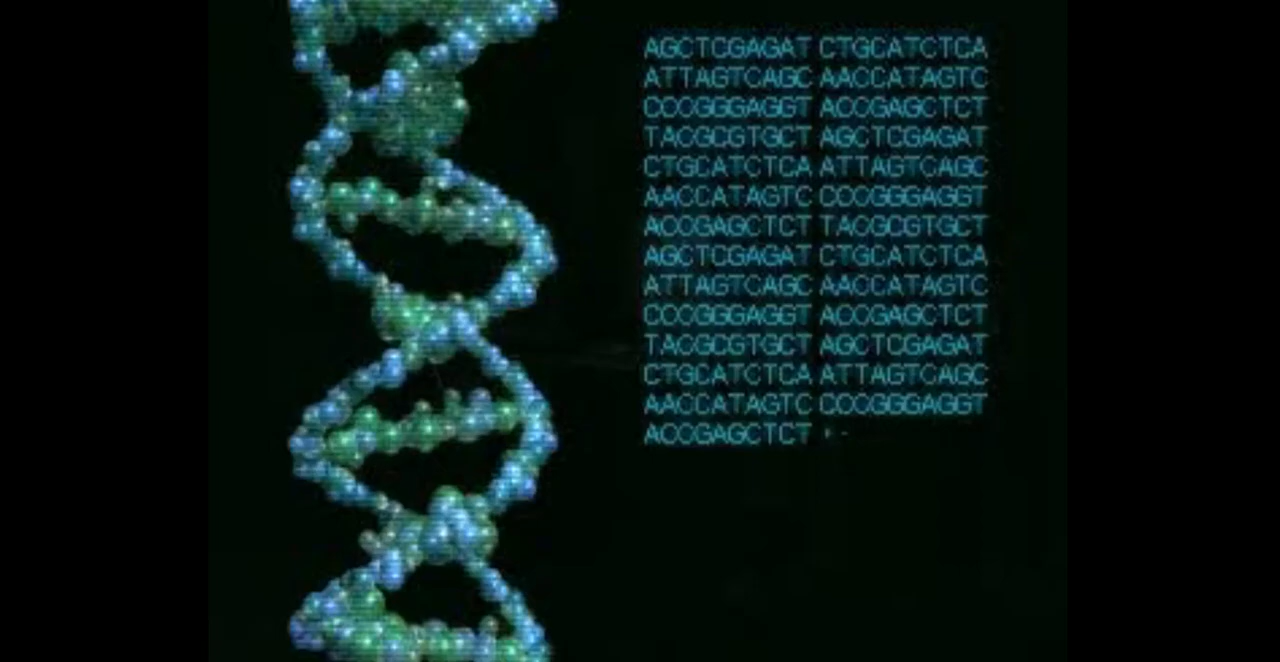 AGCTCGAGAT CTGCATCTCA
ATTAGTCAGC AACCATAGTC
CCCGGGAGGT ACCGAGCTCT
TACGCGTGCT AGCTCGAGAT
CTGCATCTCA ATTAGTCAGC
AACCATAGTC CCCGGGAGGT
ACCGAGCTCT TACGCGTGCT
AGCTCGAGAT CTGCATCTCA
ATTAGTCAGC AACCATAGTC
CCCGGGAGGT ACCGAGCTCT
TACGCGTGCT AGCTCGAGAT
CTGCATCTCA ATTAGTCAGC
AACCATAGTC CCCGGGAGGT
ACCGAGCTCT